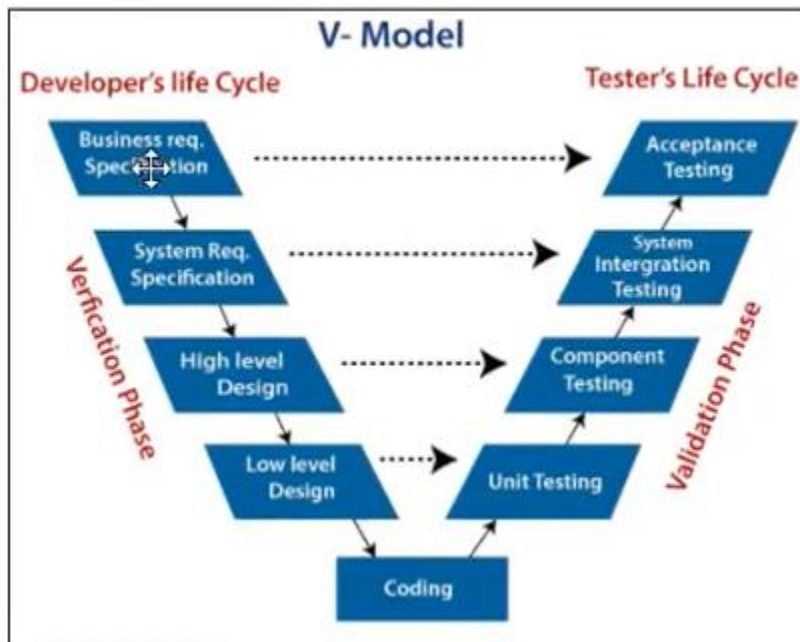 V- Model
Developer's life Cycle
Tester's Life Cycle
Business req.
Specification
Acceptance
Testing
System Req.
Specification
System
Intergration
Testing
High level
Design
Component
Testing
Low level
Design
Unit Testing
Coding
Verfication Phase
Validation Phase